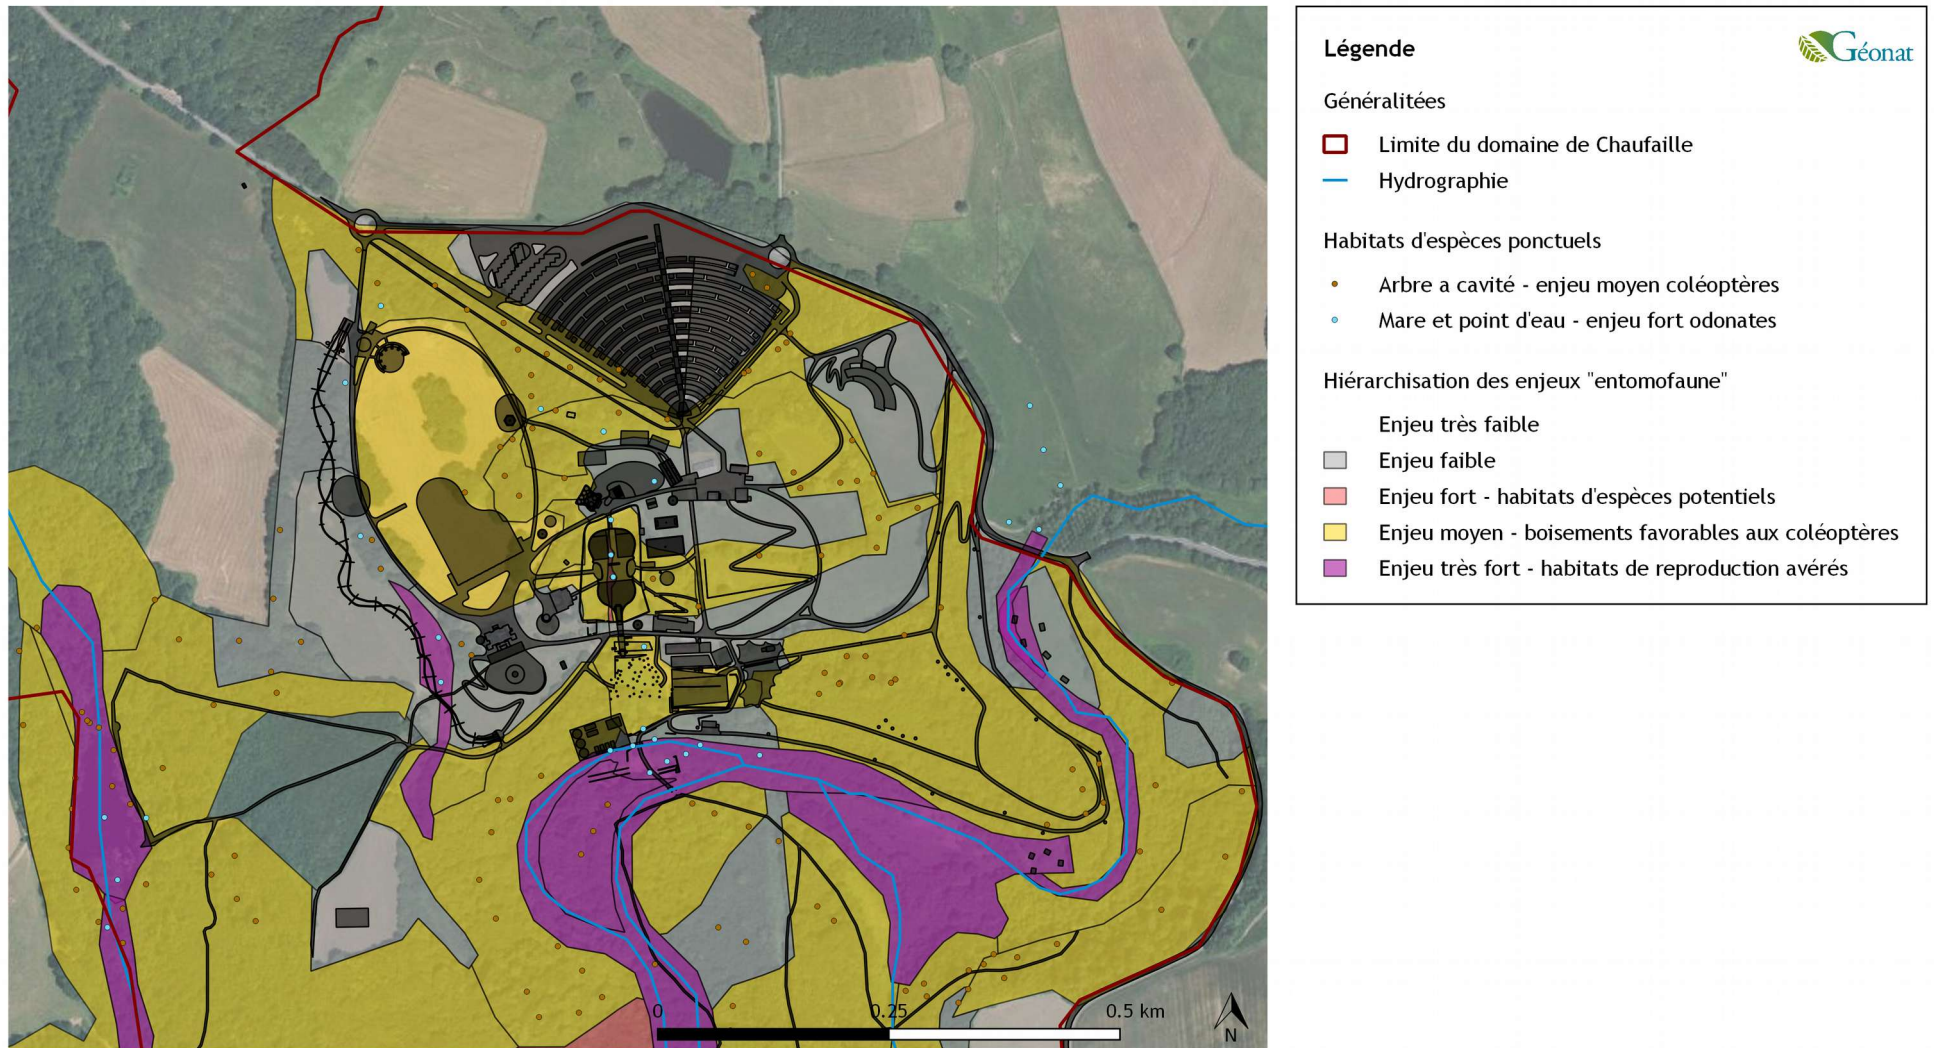 Légende
Géonat
Généralitées
Limite du domaine de Chaufaille
Hydrographie
Habitats d'espèces ponctuels
Arbre a cavité - enjeu moyen coléoptères
Mare et point d'eau - enjeu fort odonates
Hiérarchisation des enjeux "entomofaune"
Enjeu très faible
Enjeu faible
Enjeu fort - habitats d'espèces potentiels
Enjeu moyen - boisements favorables aux coléoptères
Enjeu très fort - habitats de reproduction avérés
0 0.25 0.5 km
N